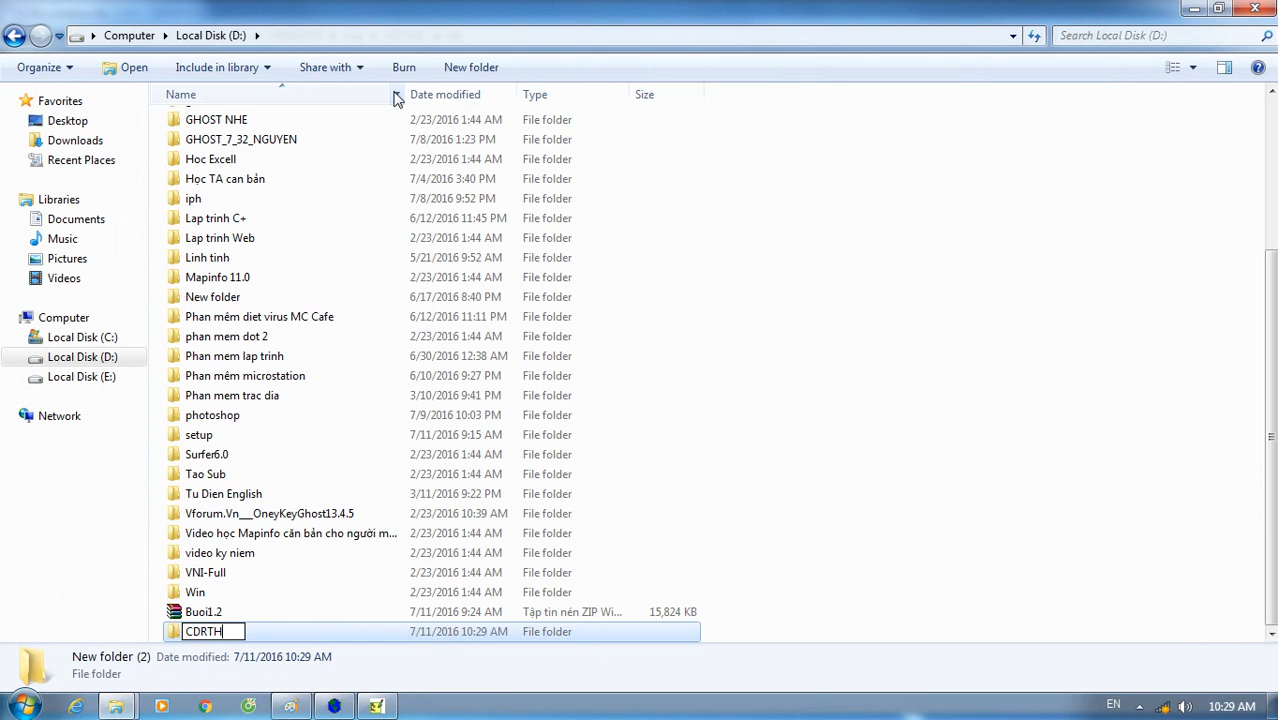 Computer Local Disk (D:) Search Local Disk (D:)
Organize Open Include in library Share with Burn New folder
Name Date modified Type Size
Favorites
Desktop
Downloads
Recent Places
Libraries
Documents
Music
Pictures
Videos
Computer
Local Disk (C:)
Local Disk (D:)
Local Disk (E:)
Network
GHOST NHE 2/23/2016 1:44 AM File folder
GHOST_7_32_NGUYEN 7/8/2016 1:23 PM File folder
Hoc Excell 2/23/2016 1:44 AM File folder
Học TA can bản 7/4/2016 3:40 PM File folder
iph 7/8/2016 9:52 PM File folder
Lap trinh C+ 6/12/2016 11:45 PM File folder
Lap trinh Web 2/23/2016 1:44 AM File folder
Linh tinh 5/21/2016 9:52 AM File folder
Mapinfo 11.0 2/23/2016 1:44 AM File folder
New folder 6/17/2016 8:40 PM File folder
Phan mêm diet virus MC Cafe 6/12/2016 11:11 PM File folder
phan mem dot 2 2/23/2016 1:44 AM File folder
Phan mem lap trinh 6/30/2016 12:38 AM File folder
Phan mêm microstation 6/10/2016 9:27 PM File folder
Phan mem trac dia 3/10/2016 9:41 PM File folder
photoshop 7/9/2016 10:03 PM File folder
setup 7/11/2016 9:15 AM File folder
Surfer6.0 2/23/2016 1:44 AM File folder
Tao Sub 2/23/2016 1:44 AM File folder
Tu Dien English 3/11/2016 9:22 PM File folder
Vforum.Vn___OneyKeyGhost13.4.5 2/23/2016 10:39 AM File folder
Video học Mapinfo căn bản cho người m... 2/23/2016 1:44 AM File folder
video ky niem 2/23/2016 1:44 AM File folder
VNI-Full 2/23/2016 1:44 AM File folder
Win 2/23/2016 1:44 AM File folder
Buoi1.2 7/11/2016 9:24 AM Tập tin nén ZIP Wi... 15,824 KB
CDRTH 7/11/2016 10:29 AM File folder
New folder (2) Date modified: 7/11/2016 10:29 AM
File folder
EN 10:29 AM